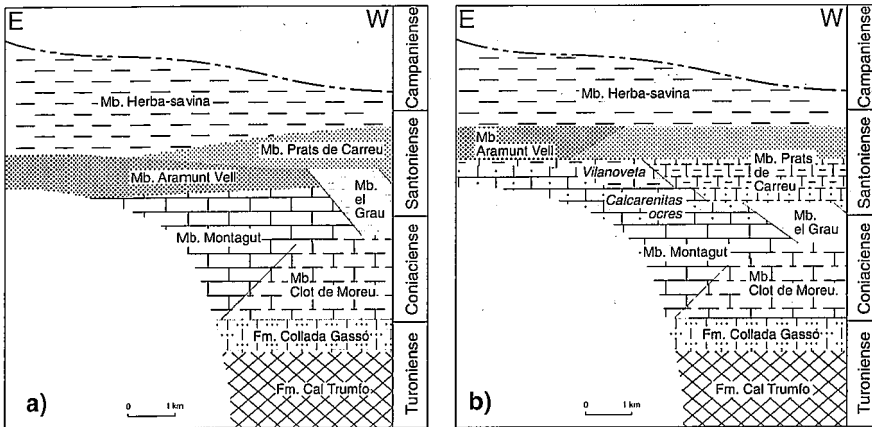 E
W
Mb. Herba-savina
Mb. Prats de Carreu
Mb. Aramunt Vell
Mb.
el Grau
Mb. Montagut
Mb.
Clot de Moreu.
Fm. Collada Gassó
Fm. Cal Trumfo
a)
0 1 km
Campaniense
Santoniense
Coniaciense
Turoniense
E
W
Mb. Herba-savina
Mb.
Aramunt Vell
Vilanoveta
Mb. Prats
de
Carreu
Calcarenitas
ocres
Mb.
el Grau
Mb. Montagut
Mb.
Clot de Moreu.
Fm. Collada Gassó
Fm. Cal Trumfo
b)
0 1 km
Campaniense
Santoniense
Coniaciense
Turoniense